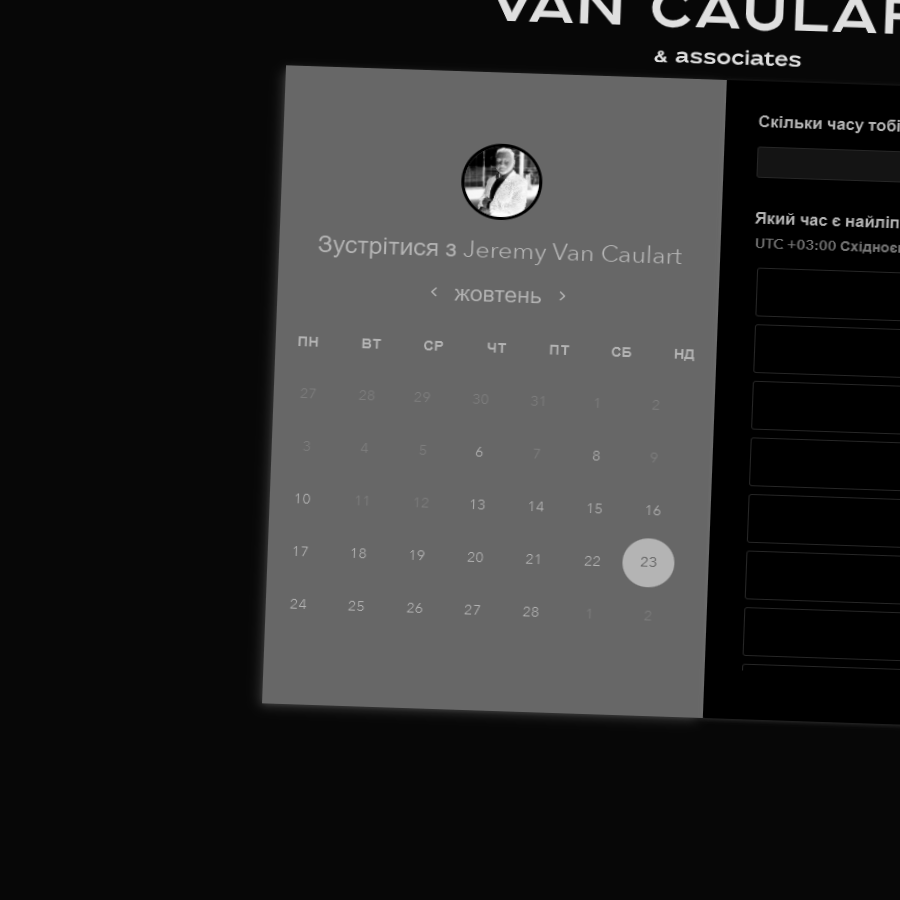 VAN CAULAR
& associates
Скільки часу тобі
Зустрітися з Jeremy Van Caulart
Який час є найліп
UTC +03:00 Східноє
‹ жовтень ›
ПН ВТ СР ЧТ ПТ СБ НД
27 28 29 30 31 1 2
3 4 5 6 7 8 9
10 11 12 13 14 15 16
17 18 19 20 21 22 23
24 25 26 27 28 1 2